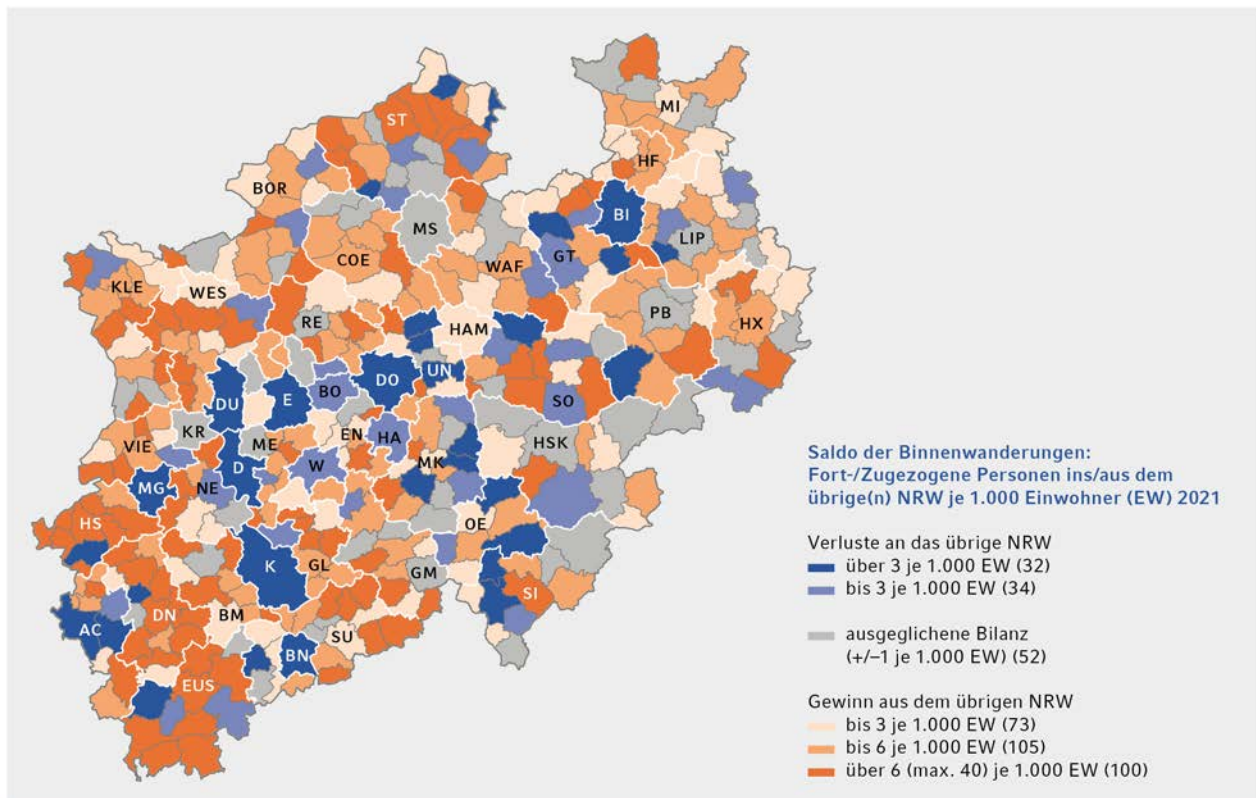 ST
MI
HF
BOR
BI
MS
LIP
COE
WAF
GT
KLE
WES
PB
RE
HAM
HX
DO
UN
BO
E
DU
SO
KR
EN
HA
VIE
ME
HSK
D
W
MK
MG
NE
HS
OE
K
GL
GM
SI
DN
BM
AC
SU
BN
EUS
Saldo der Binnenwanderungen:
Fort-/Zugezogene Personen ins/aus dem
übrige(n) NRW je 1.000 Einwohner (EW) 2021
Verluste an das übrige NRW
über 3 je 1.000 EW (32)
bis 3 je 1.000 EW (34)
ausgeglichene Bilanz
(+/–1 je 1.000 EW) (52)
Gewinn aus dem übrigen NRW
bis 3 je 1.000 EW (73)
bis 6 je 1.000 EW (105)
über 6 (max. 40) je 1.000 EW (100)